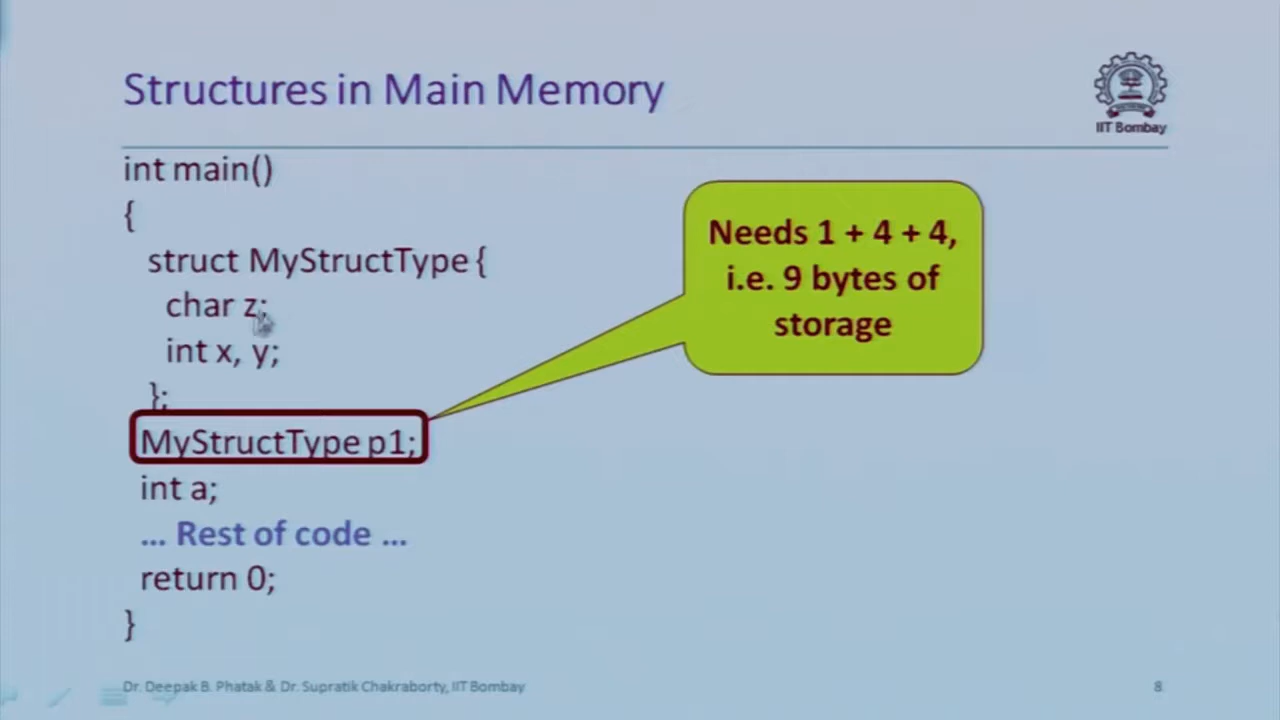 Structures in Main Memory
IIT Bombay
int main()
{
struct MyStructType {
char z;
int x, y;
};
MyStructType p1;
int a;
... Rest of code ...
return 0;
}
Needs 1 + 4 + 4,
i.e. 9 bytes of
storage
Dr. Deepak B. Phatak & Dr. Supratik Chakraborty, IIT Bombay
8